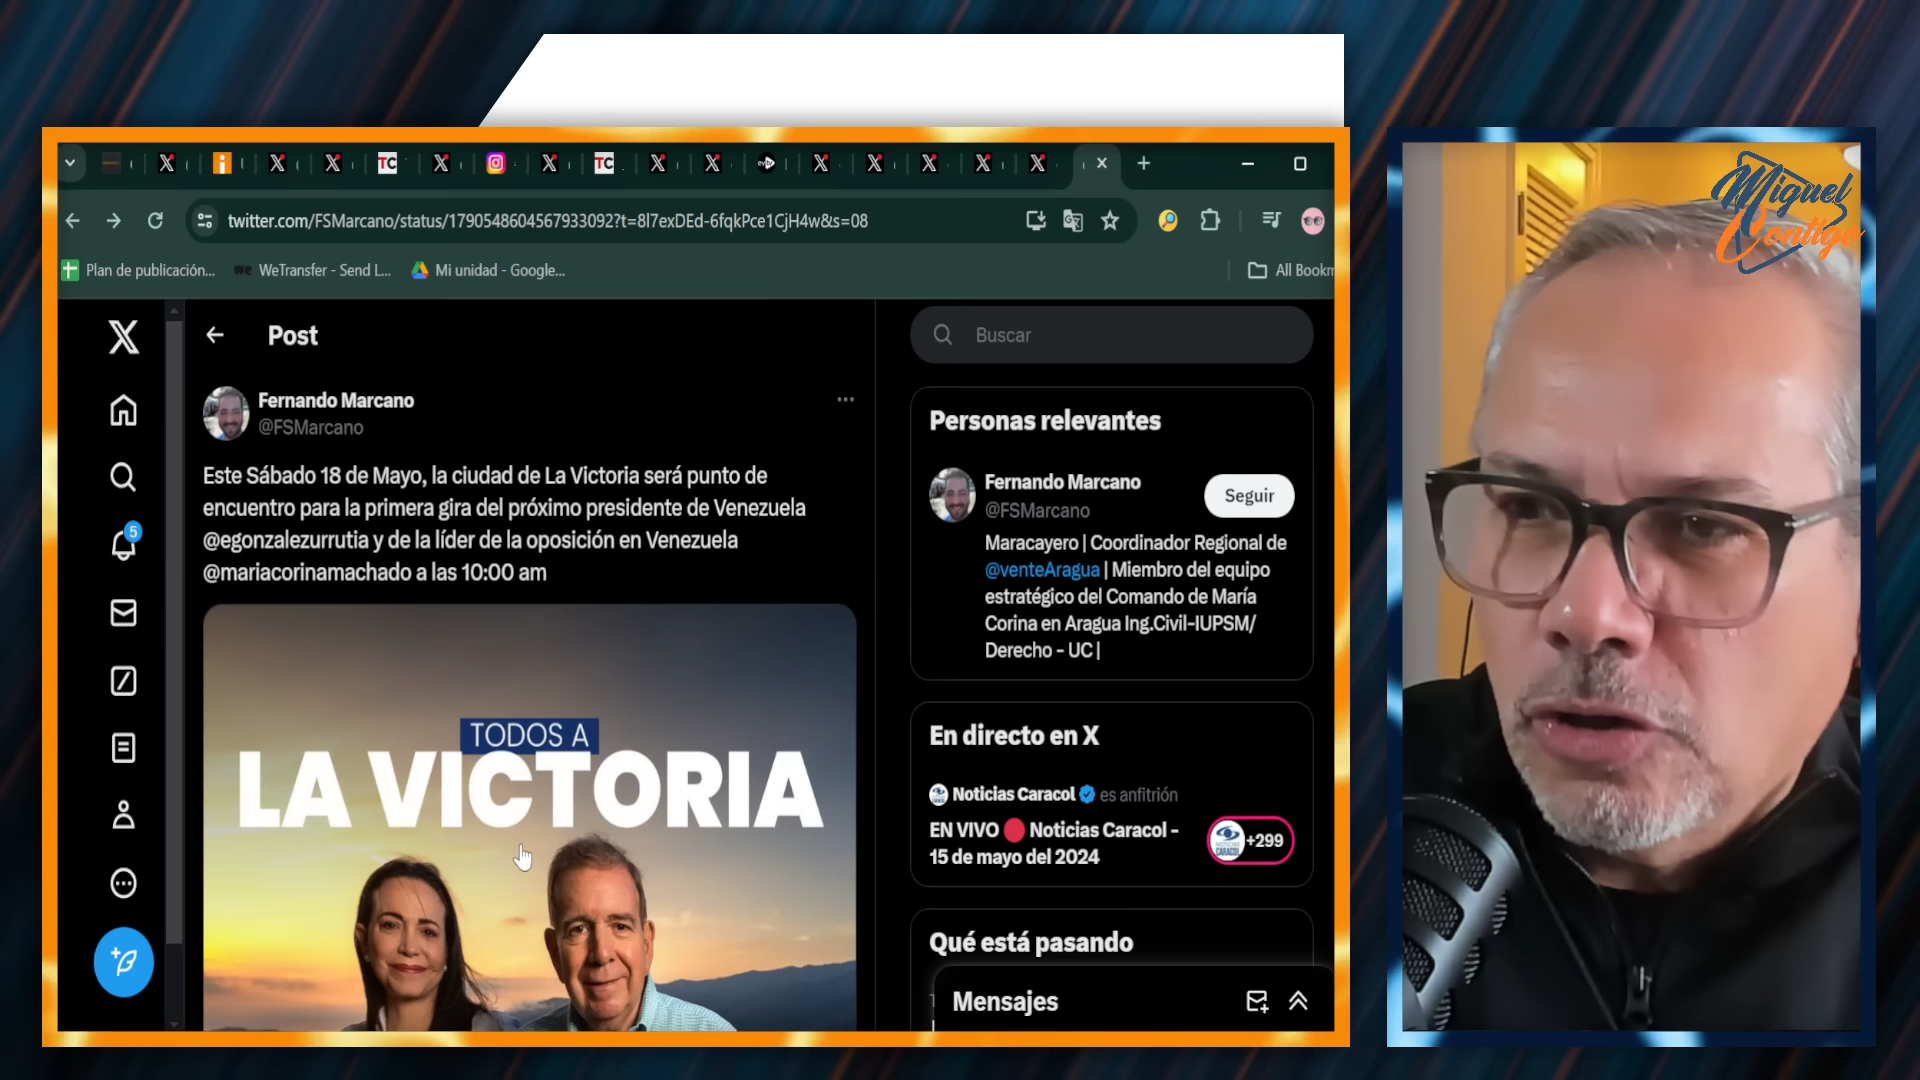 TC
TC
twitter.com/FSMarcano/status/1790548604567933092?t=8l7exDEd-6fqkPce1CjH4w&s=08
Plan de publicación...
we WeTransfer - Send L...
Mi unidad - Google...
All Bookm
Miguel
Contigo
Post
Buscar
Fernando Marcano
@FSMarcano
Este Sábado 18 de Mayo, la ciudad de La Victoria será punto de
encuentro para la primera gira del próximo presidente de Venezuela
@egonzalezurrutia y de la líder de la oposición en Venezuela
@mariacorinamachado a las 10:00 am
TODOS A
LA VICTORIA
5
Personas relevantes
Fernando Marcano
@FSMarcano
Seguir
Maracayero | Coordinador Regional de
@venteAragua | Miembro del equipo
estratégico del Comando de María
Corina en Aragua Ing.Civil-IUPSM/
Derecho - UC |
En directo en X
Noticias Caracol es anfitrión
EN VIVO 🔴 Noticias Caracol -
15 de mayo del 2024
+299
Qué está pasando
Mensajes